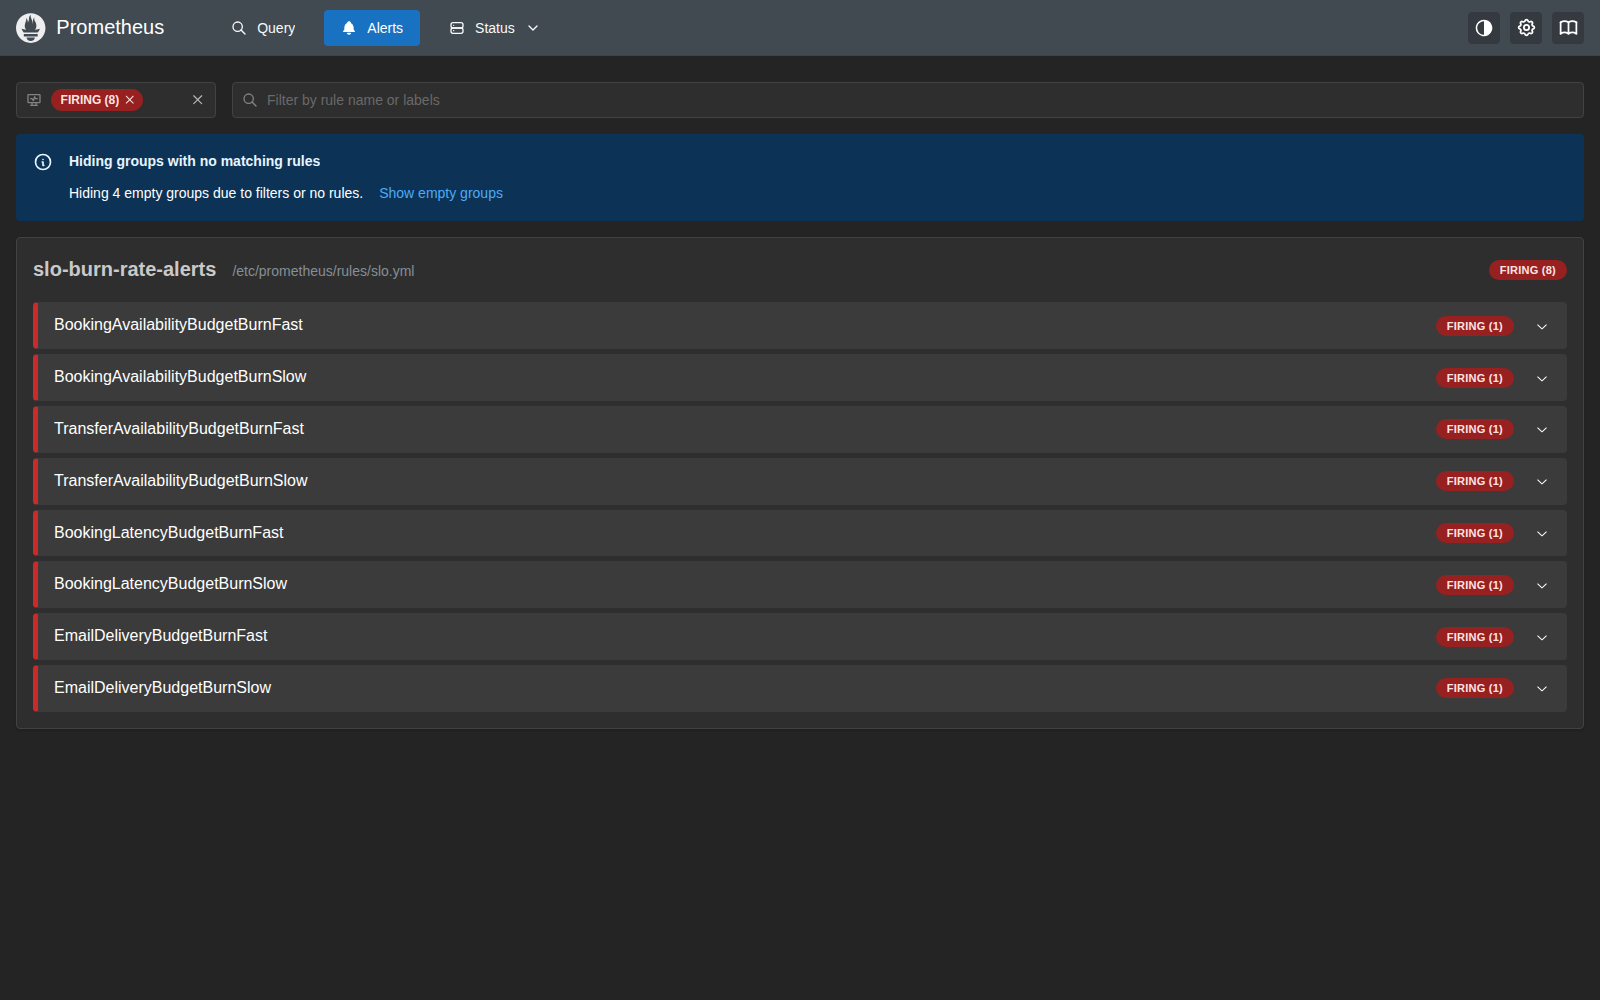 Prometheus
Query
Alerts
Status
FIRING (8)
Filter by rule name or labels
Hiding groups with no matching rules
Hiding 4 empty groups due to filters or no rules. Show empty groups
slo-burn-rate-alerts /etc/prometheus/rules/slo.yml FIRING (8)
BookingAvailabilityBudgetBurnFast FIRING (1)
BookingAvailabilityBudgetBurnSlow FIRING (1)
TransferAvailabilityBudgetBurnFast FIRING (1)
TransferAvailabilityBudgetBurnSlow FIRING (1)
BookingLatencyBudgetBurnFast FIRING (1)
BookingLatencyBudgetBurnSlow FIRING (1)
EmailDeliveryBudgetBurnFast FIRING (1)
EmailDeliveryBudgetBurnSlow FIRING (1)